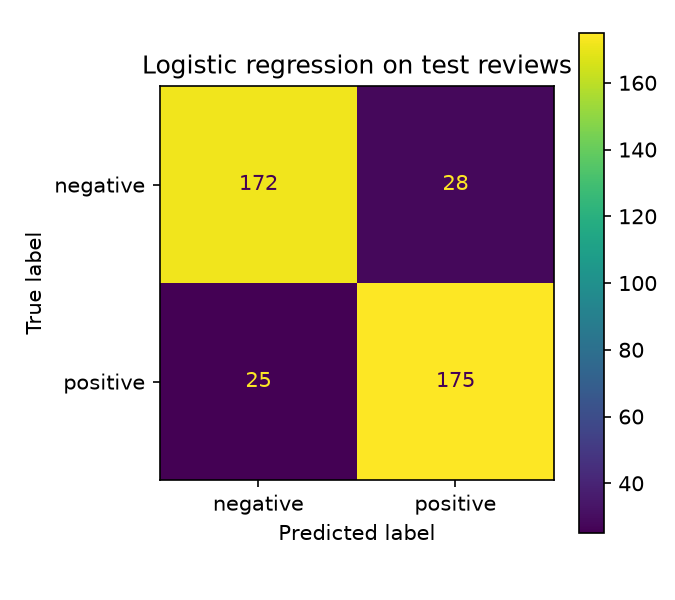 Logistic regression on test reviews
True label
negative
172
28
positive
25
175
negative positive
Predicted label
160
140
120
100
80
60
40